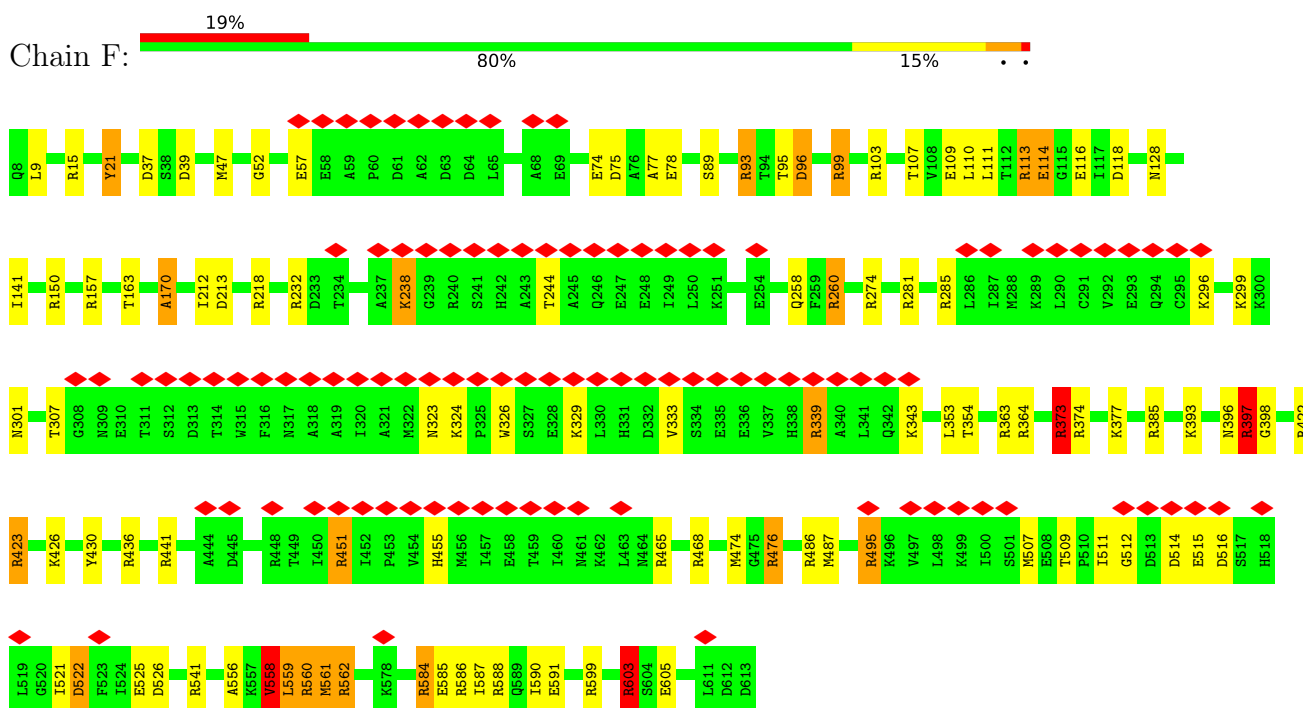 19%
Chain F:
80% 15% • •
Q8 L9 R15 Y21 D37 S38 D39 M47 G52 E57 E58 A59 P60 D61 A62 D63 D64 L65 A68 E69 E74 D75 A76 A77 E78 S89 R93 T94 T95 D96 R99 R103 T107 V108 E109 L110 L111 T112 R113 E114 G115 E116 I117 D118 N128
I141 R150 R157 T163 A170 I212 D213 R218 R232 D233 T234 A237 A238 G239 R240 S241 H242 A243 T244 A245 Q246 E247 E248 I249 L250 K251 E254 Q258 F259 R260 R274 R281 R285 L286 I287 M288 K289 L290 C291 V292 E293 Q294 C295 K296 K299 K300
N301 T307 G308 N309 E310 T311 S312 D313 T314 W315 F316 N317 A318 A319 I320 A321 M322 N323 K324 P325 W326 S327 E328 K329 L330 H331 D332 V333 S334 E335 E336 V337 H338 R339 A340 L341 Q342 K343 L353 T354 R363 R364 R373 R374 K377 R385 K393 N396 R397 G398
R423 K426 Y430 R436 R441 A444 D445 R448 T449 I450 R451 I452 P453 V454 H455 M456 I457 E458 T459 I460 N461 K462 L463 N464 R465 R468 M474 G475 R476 R486 M487 R495 K496 V497 L498 K499 I500 S501 M507 E508 T509 P510 I511 G512 D513 D514 E515 D516 S517 H518
L519 G520 I521 D522 F523 I524 E525 D526 R541 A556 K557 V558 L559 R560 M561 R562 K578 R584 E585 R586 I587 R588 Q589 I590 E591 R599 R603 S604 E605 L611 D612 D613